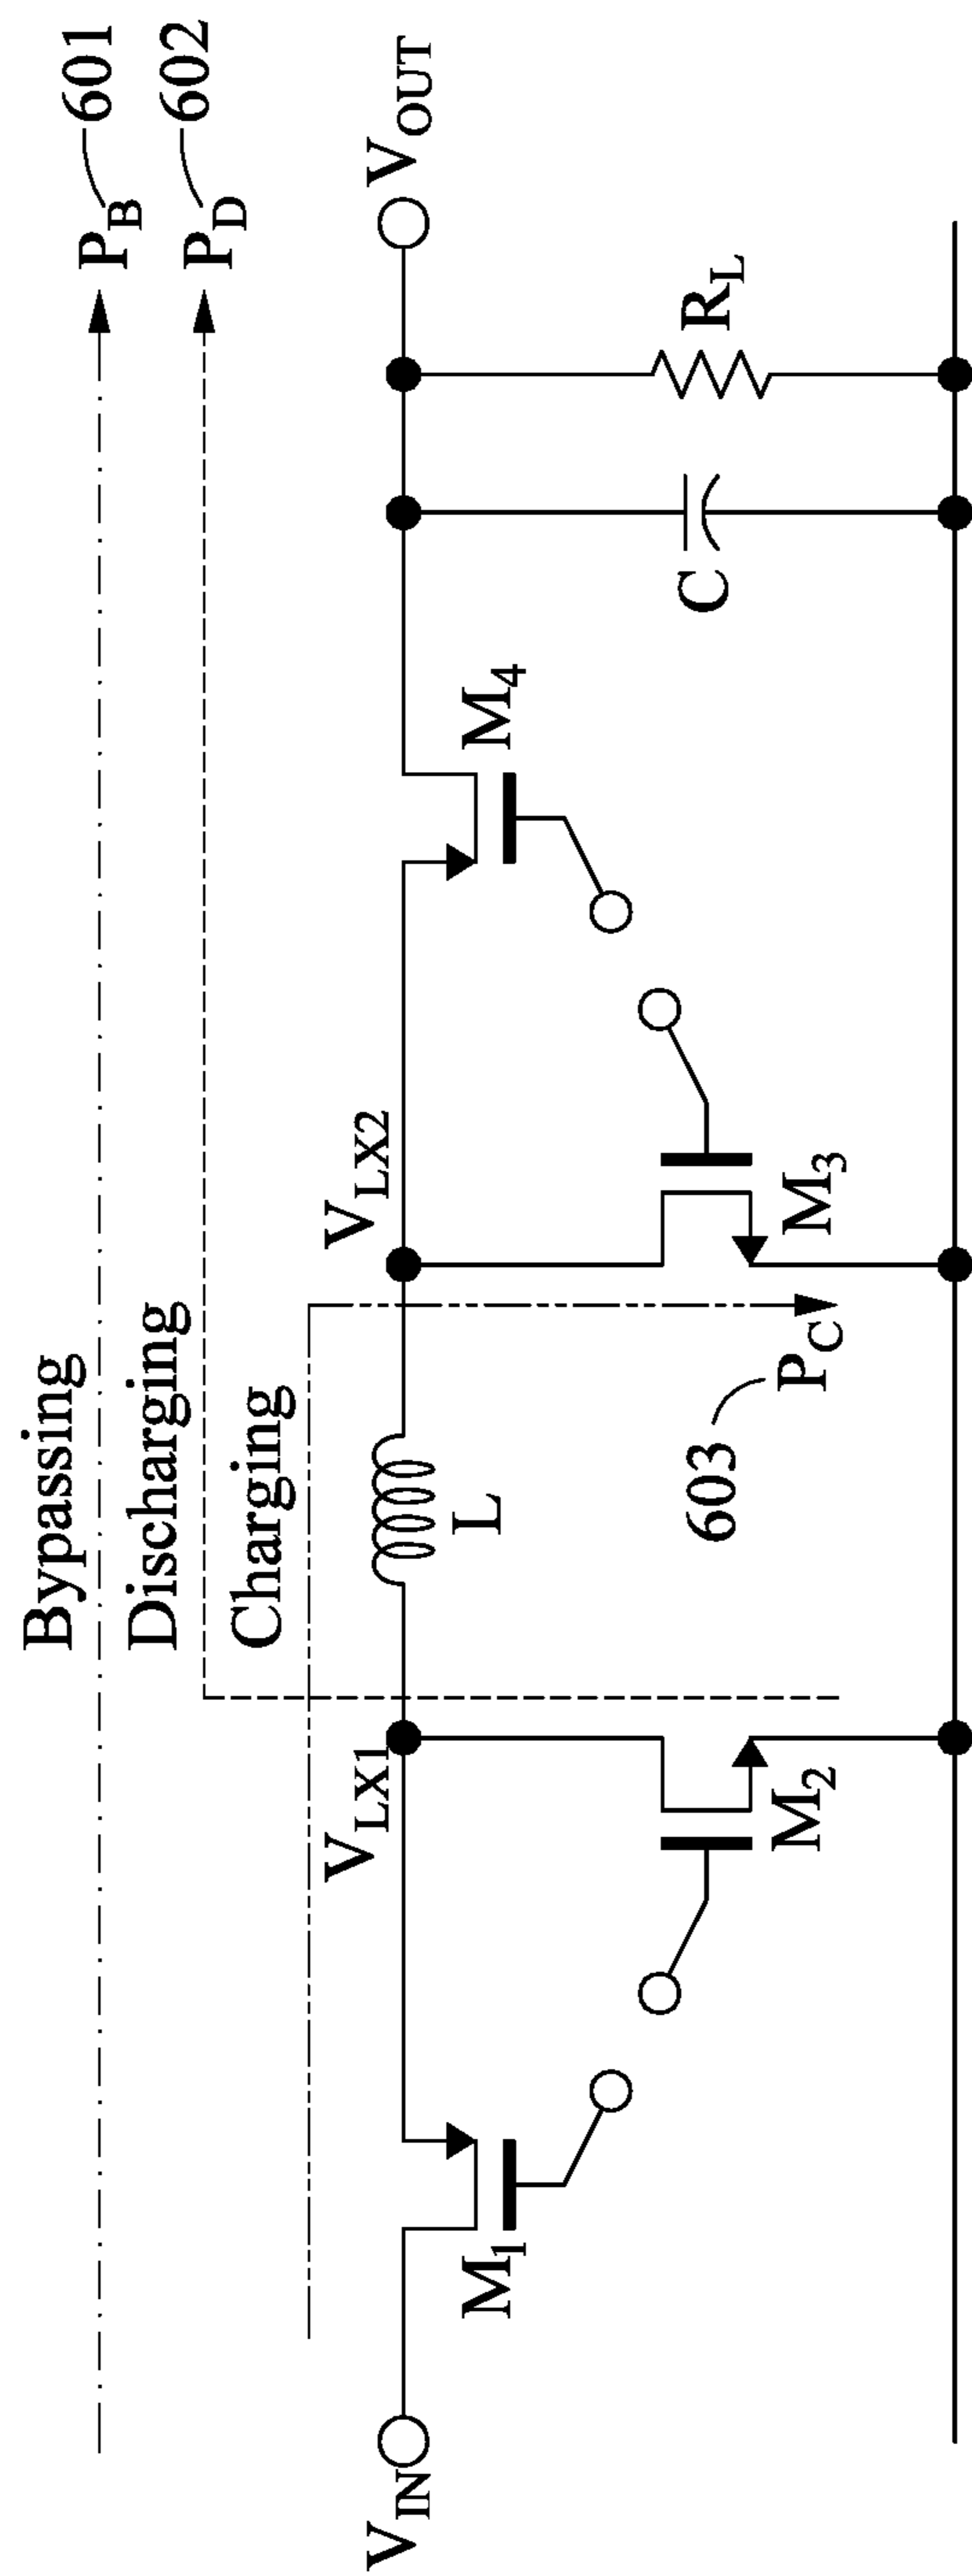 Bypassing
P_B 601
Discharging
P_D 602
Charging
V_LX1
V_LX2
V_IN
V_OUT
L
M_1
M_4
603
P_C
C
R_L
M_2
M_3